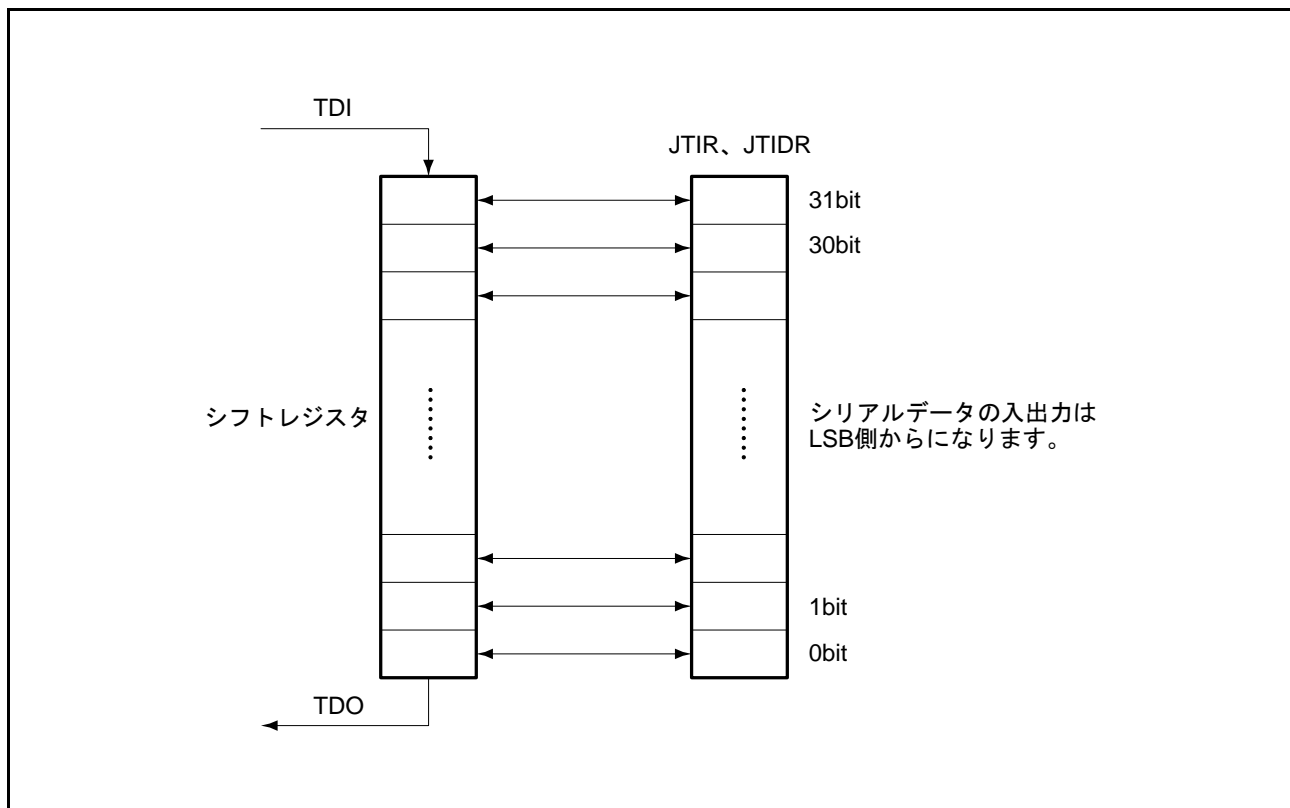 TDI
JTIR、JTIDR
31bit
30bit
シフトレジスタ
シリアルデータの入出力は
LSB側からになります。
1bit
0bit
TDO